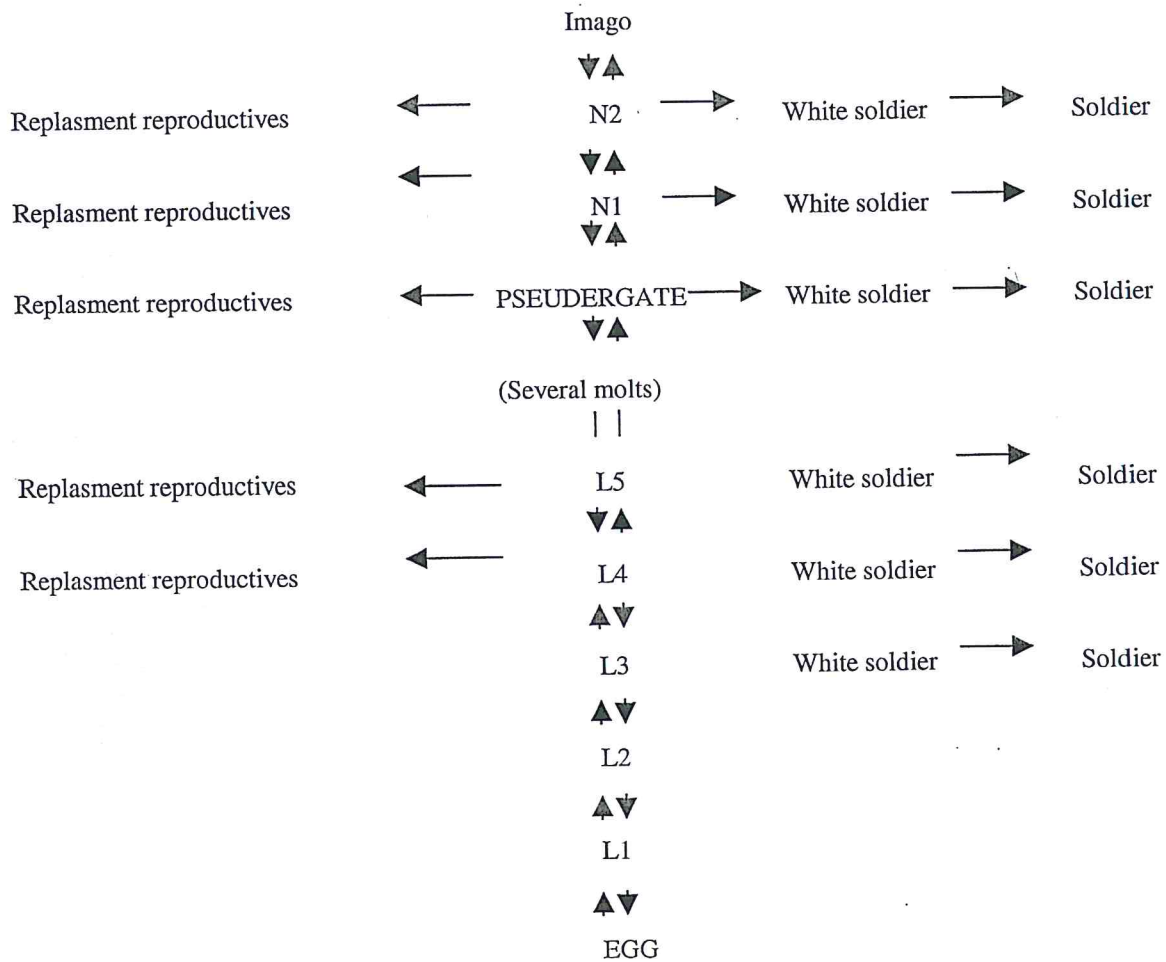 Imago
Replasment reproductives N2 White soldier Soldier
Replasment reproductives N1 White soldier Soldier
Replasment reproductives PSEUDERGATE White soldier Soldier
(Several molts)
Replasment reproductives L5 White soldier Soldier
Replasment reproductives L4 White soldier Soldier
L3 White soldier Soldier
L2
L1
EGG